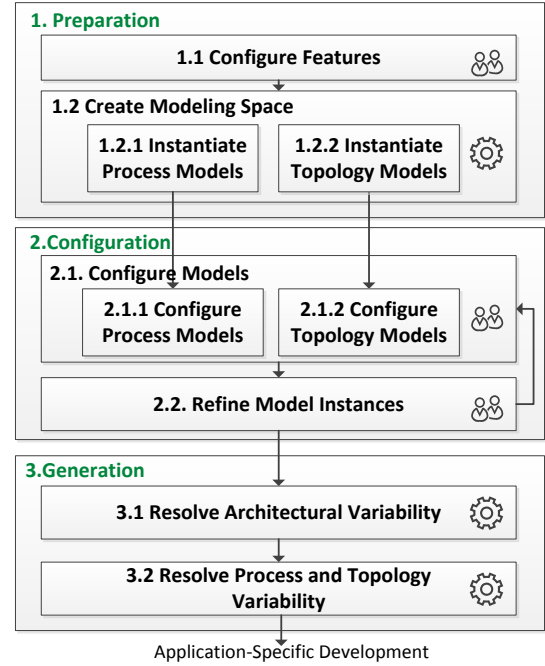 1. Preparation
1.1 Configure Features
1.2 Create Modeling Space
1.2.1 Instantiate
Process Models
1.2.2 Instantiate
Topology Models
2.Configuration
2.1. Configure Models
2.1.1 Configure
Process Models
2.1.2 Configure
Topology Models
2.2. Refine Model Instances
3.Generation
3.1 Resolve Architectural Variability
3.2 Resolve Process and Topology
Variability
Application-Specific Development